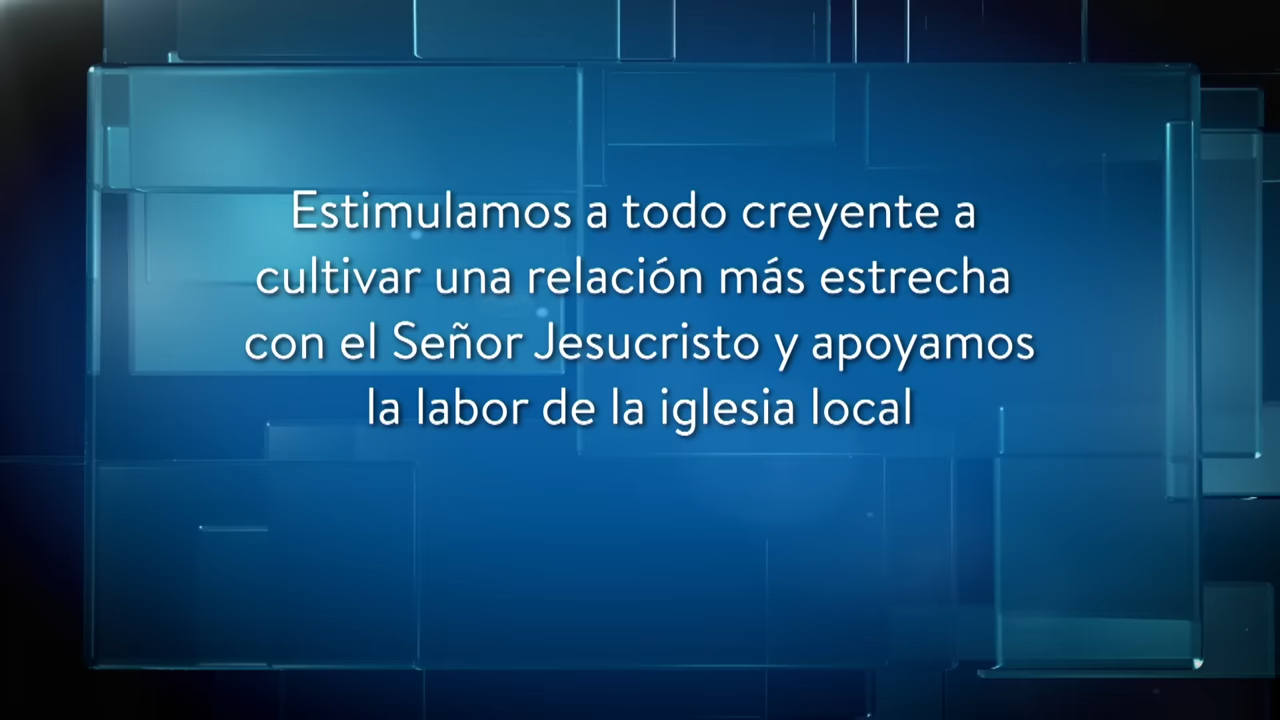 Estimulamos a todo creyente a
cultivar una relación más estrecha
con el Señor Jesucristo y apoyamos
la labor de la iglesia local